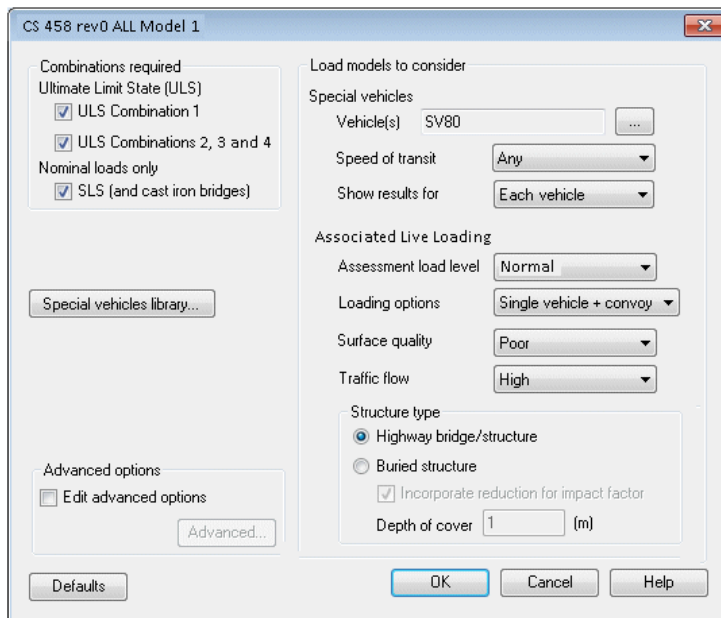 CS 458 rev0 ALL Model 1
Combinations required
Ultimate Limit State (ULS)
ULS Combination 1
ULS Combinations 2, 3 and 4
Nominal loads only
SLS (and cast iron bridges)
Special vehicles library...
Advanced options
Edit advanced options
Advanced...
Defaults
Load models to consider
Special vehicles
Vehicle(s) SV80 ...
Speed of transit Any
Show results for Each vehicle
Associated Live Loading
Assessment load level Normal
Loading options Single vehicle + convoy
Surface quality Poor
Traffic flow High
Structure type
Highway bridge/structure
Buried structure
Incorporate reduction for impact factor
Depth of cover 1 (m)
OK Cancel Help